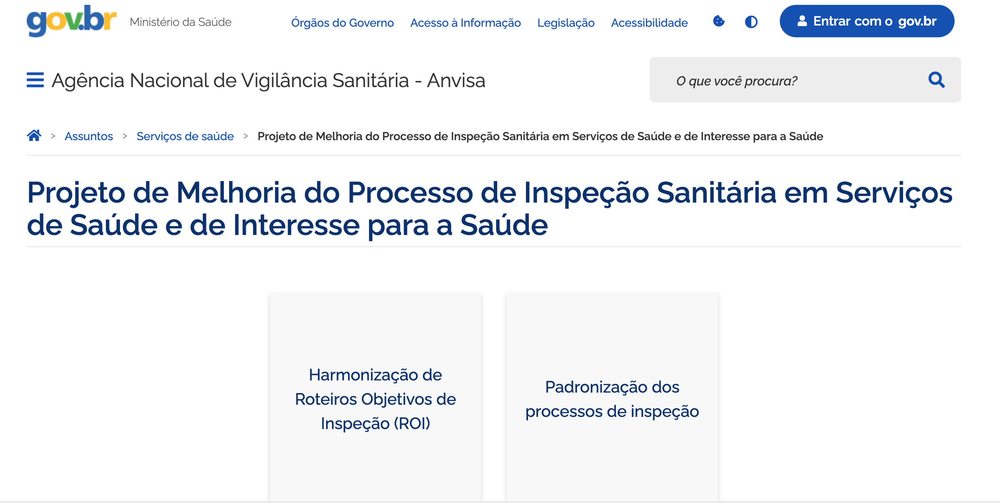 gov.br
Ministério da Saúde
Órgãos do Governo
Acesso à Informação
Legislação
Acessibilidade
Entrar com o gov.br
Agência Nacional de Vigilância Sanitária - Anvisa
O que você procura?
> Assuntos > Serviços de saúde > Projeto de Melhoria do Processo de Inspeção Sanitária em Serviços de Saúde e de Interesse para a Saúde
Projeto de Melhoria do Processo de Inspeção Sanitária em Serviços
de Saúde e de Interesse para a Saúde
Harmonização de
Roteiros Objetivos de
Inspeção (ROI)
Padronização dos
processos de inspeção